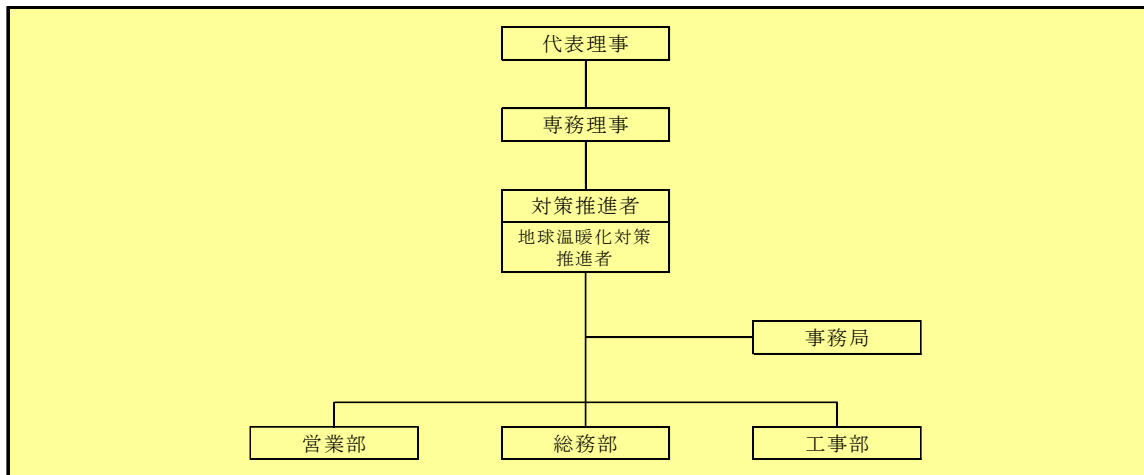 代表理事
専務理事
対策推進者
地球温暖化対策
推進者
事務局
営業部
総務部
工事部